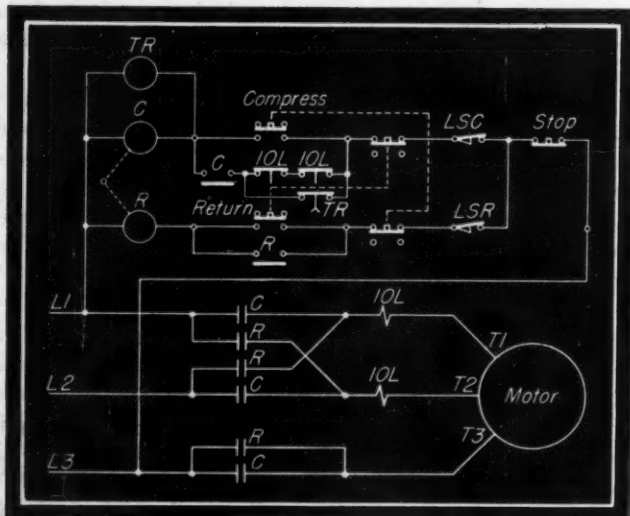 TR
C
Compress
LSC
Stop
C
IOL
IOL
Return
TR
R
R
LSR
L1
C
IOL
T1
R
R
L2
C
IOL
T2
Motor
R
T3
L3
C